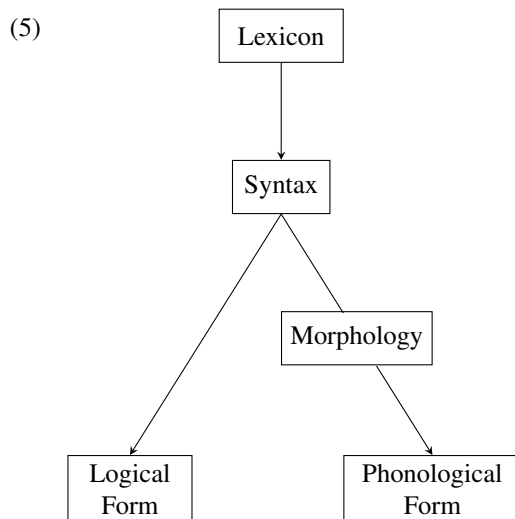 (5)
Lexicon
Syntax
Morphology
Logical
Form
Phonological
Form